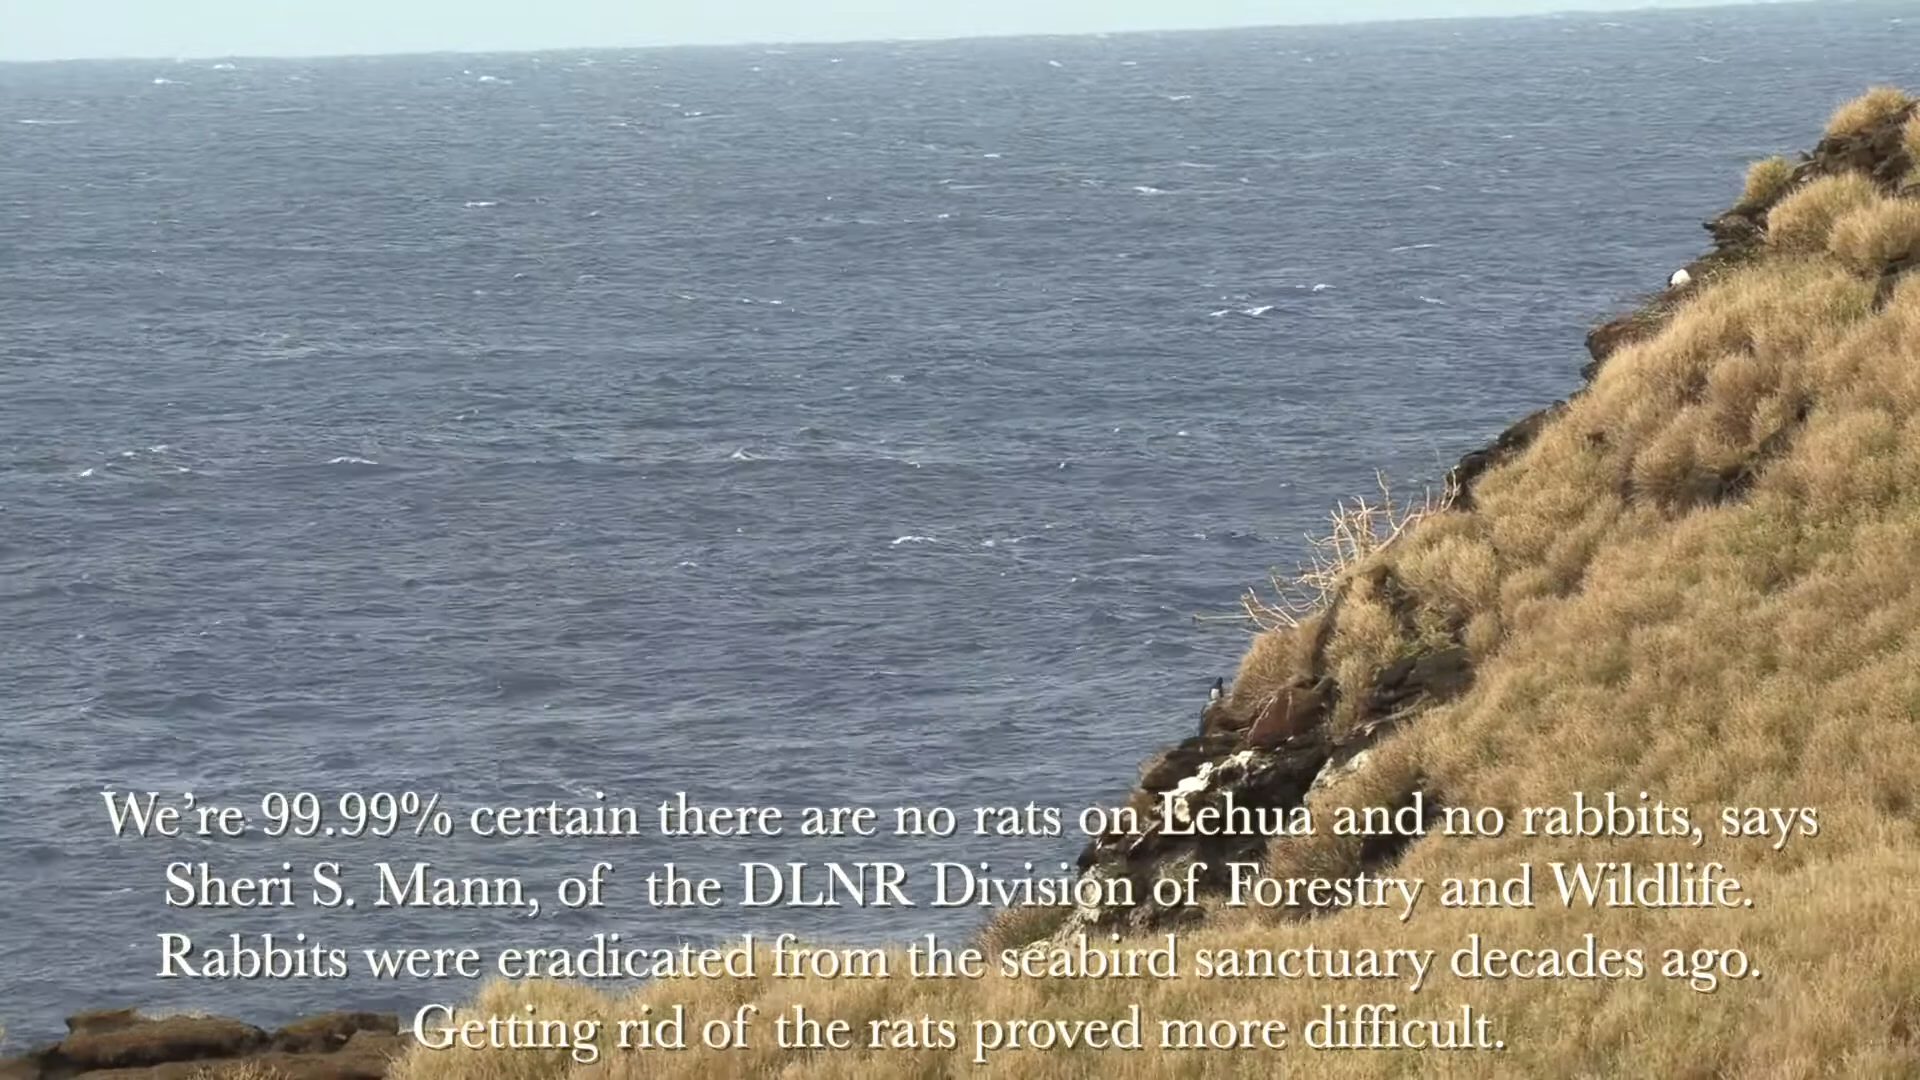 We're 99.99% certain there are no rats on Lehua and no rabbits, says
Sheri S. Mann, of the DLNR Division of Forestry and Wildlife.
Rabbits were eradicated from the seabird sanctuary decades ago.
Getting rid of the rats proved more difficult.